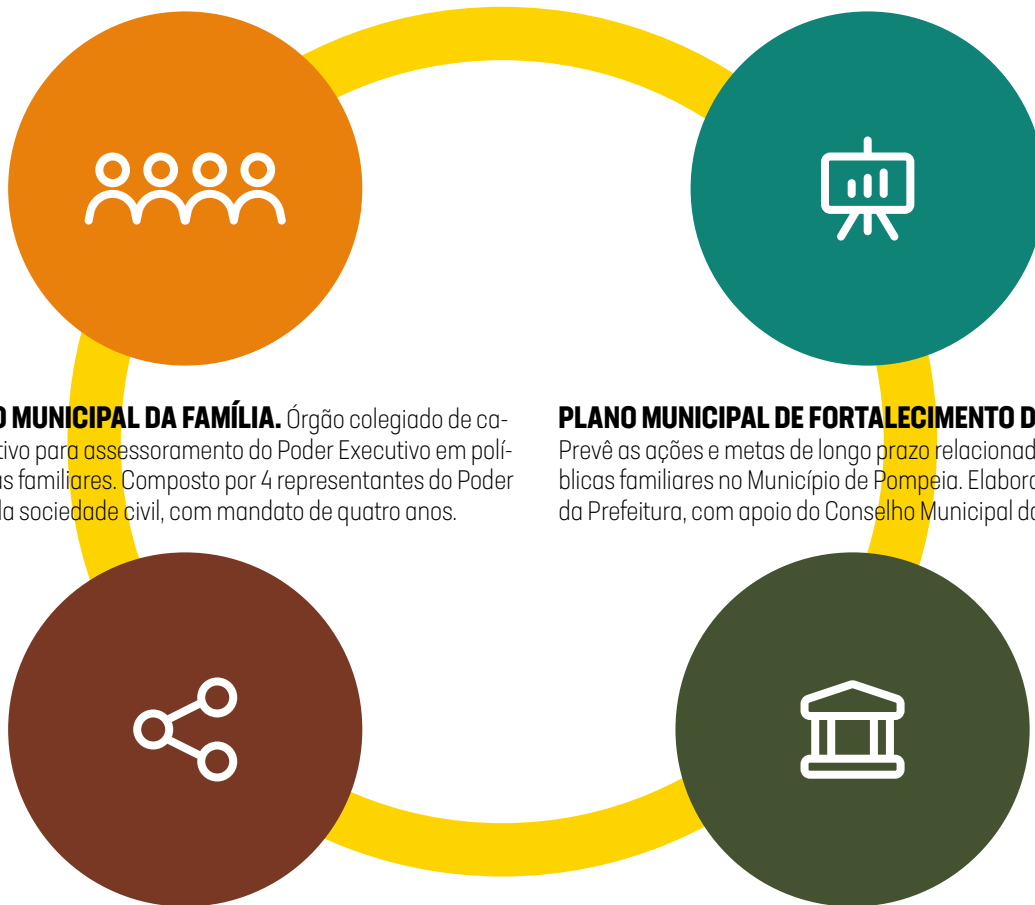 O MUNICIPAL DA FAMÍLIA. Órgão colegiado de ca-
tivo para assessoramento do Poder Executivo em polí-
as familiares. Composto por 4 representantes do Poder
da sociedade civil, com mandato de quatro anos.
PLANO MUNICIPAL DE FORTALECIMENTO D
Prevê as ações e metas de longo prazo relacionad
blicas familiares no Município de Pompeia. Elabora
da Prefeitura, com apoio do Conselho Municipal da